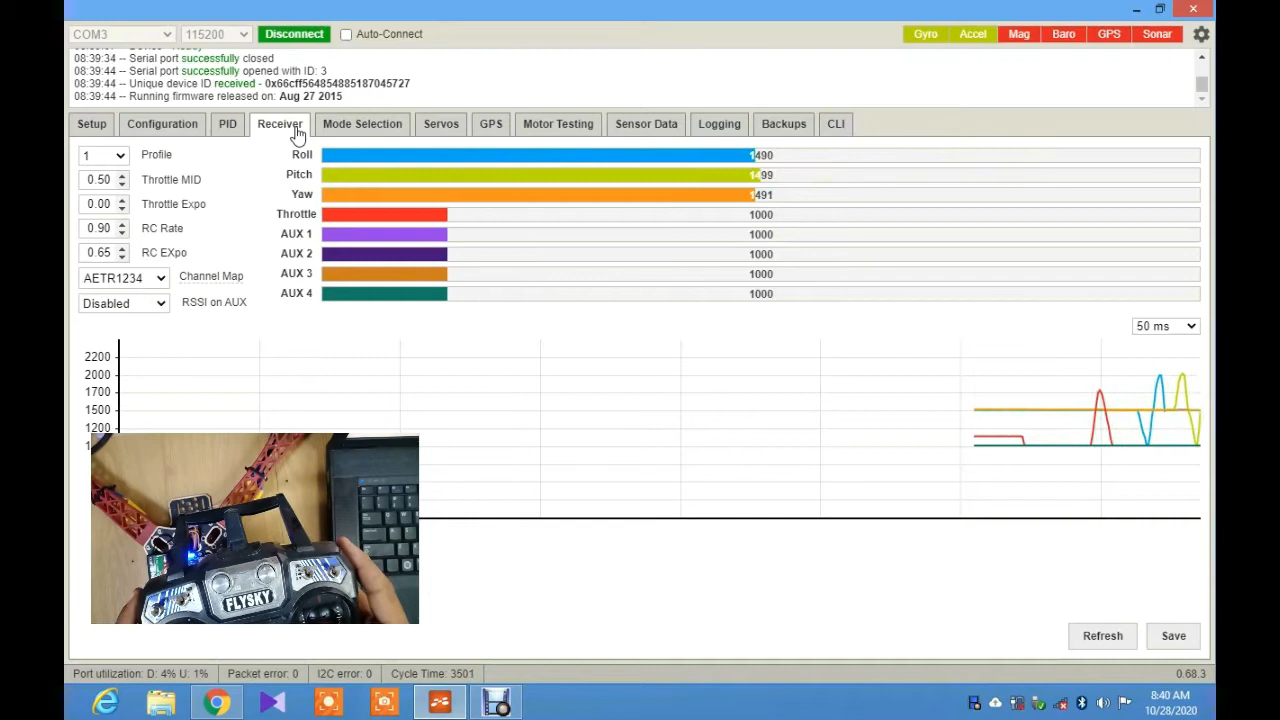 COM3 115200 Disconnect Auto-Connect Gyro Accel Mag Baro GPS Sonar
08:39:34 -- Serial port successfully closed
08:39:44 -- Serial port successfully opened with ID: 3
08:39:44 -- Unique device ID received - 0x66cff564854885187045727
08:39:44 -- Running firmware released on: Aug 27 2015
Setup Configuration PID Receiver Mode Selection Servos GPS Motor Testing Sensor Data Logging Backups CLI
1 Profile Roll 1490
Pitch 1499
0.50 Throttle MID
Yaw 1491
0.00 Throttle Expo
Throttle 1000
0.90 RC Rate AUX 1 1000
0.65 RC EXpo AUX 2 1000
AETR1234 Channel Map AUX 3 1000
Disabled RSSI on AUX AUX 4 1000
50 ms
2200
2000
1700
1500
1200
FLYSKY
Refresh Save
Port utilization: D: 4% U: 1% Packet error: 0 I2C error: 0 Cycle Time: 3501 0.68.3
8:40 AM
10/28/2020